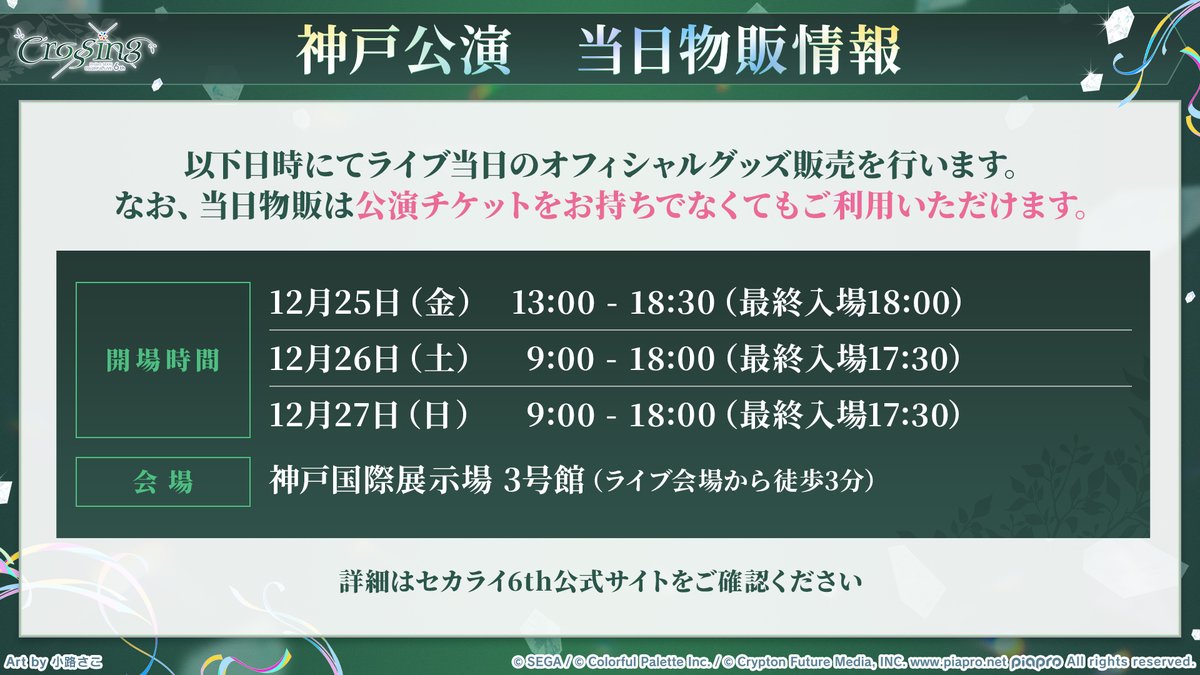 Crossing
6th
神戸公演　当日物販情報
以下日時にてライブ当日のオフィシャルグッズ販売を行います。
なお、当日物販は公演チケットをお持ちでなくてもご利用いただけます。
開場時間
12月25日（金）　13:00 - 18:30（最終入場18:00）
12月26日（土）　9:00 - 18:00（最終入場17:30）
12月27日（日）　9:00 - 18:00（最終入場17:30）
会場
神戸国際展示場 3号館（ライブ会場から徒歩3分）
詳細はセカライ6th公式サイトをご確認ください
Art by 小路さこ
© SEGA / © Colorful Palette Inc. / © Crypton Future Media, INC. www.piapro.net piapro All rights reserved.